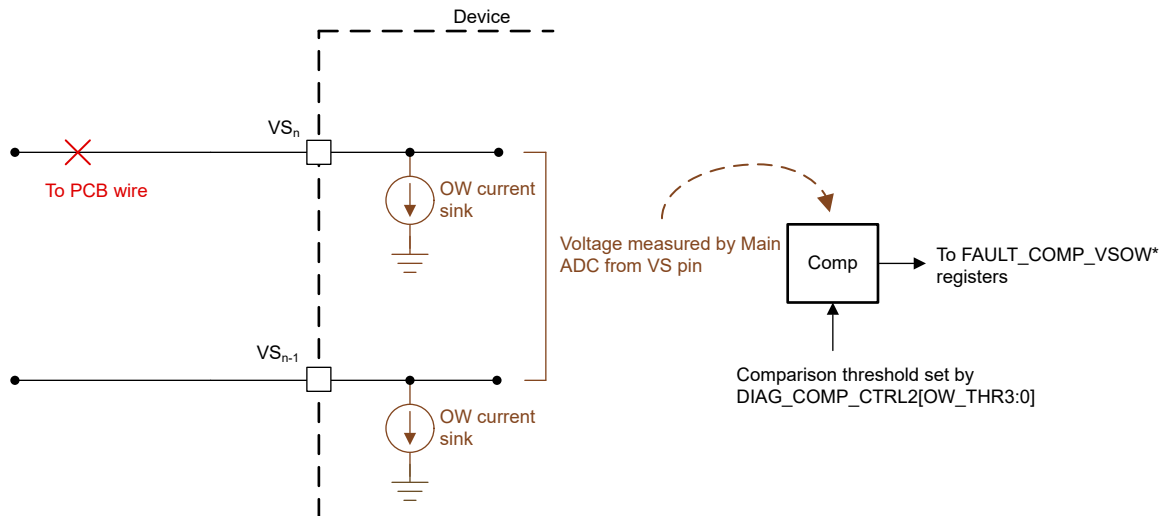 Device
VSn
To PCB wire
OW current
sink
Voltage measured by Main
ADC from VS pin
Comp
To FAULT_COMP_VSOW*
registers
VSn-1
Comparison threshold set by
DIAG_COMP_CTRL2[OW_THR3:0]
OW current
sink